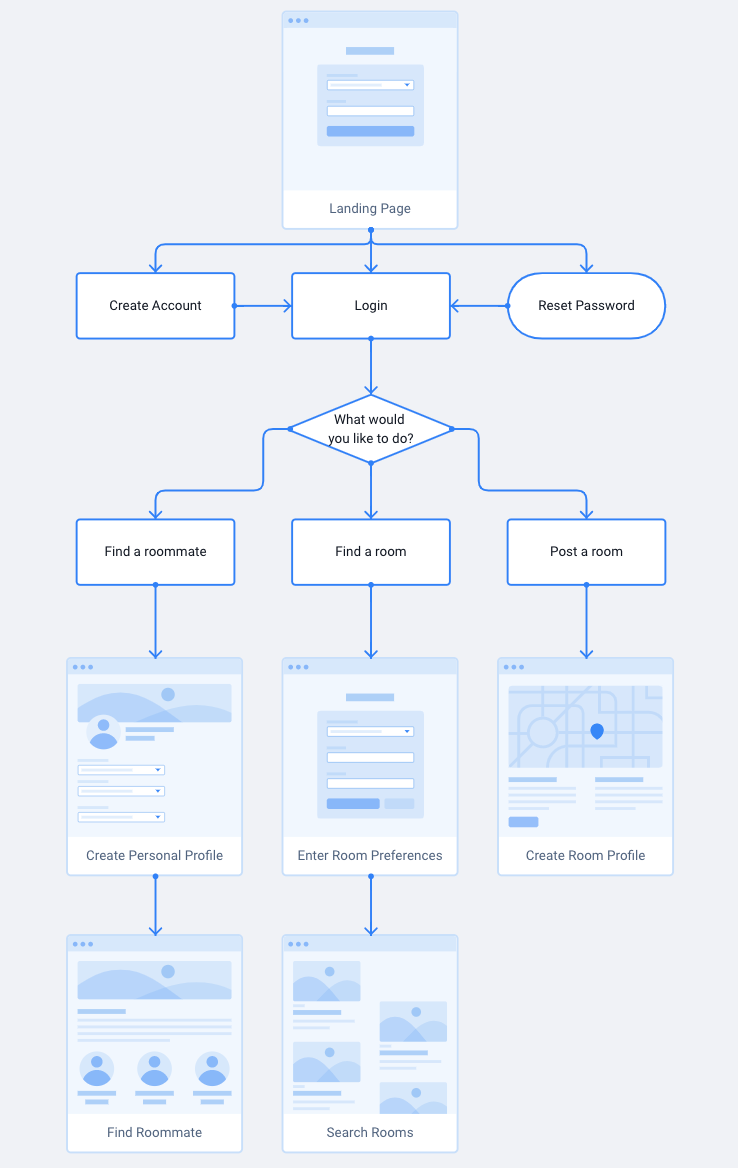 Landing Page
Create Account
Login
Reset Password
What would
you like to do?
Find a roommate
Find a room
Post a room
Create Personal Profile
Enter Room Preferences
Create Room Profile
Find Roommate
Search Rooms